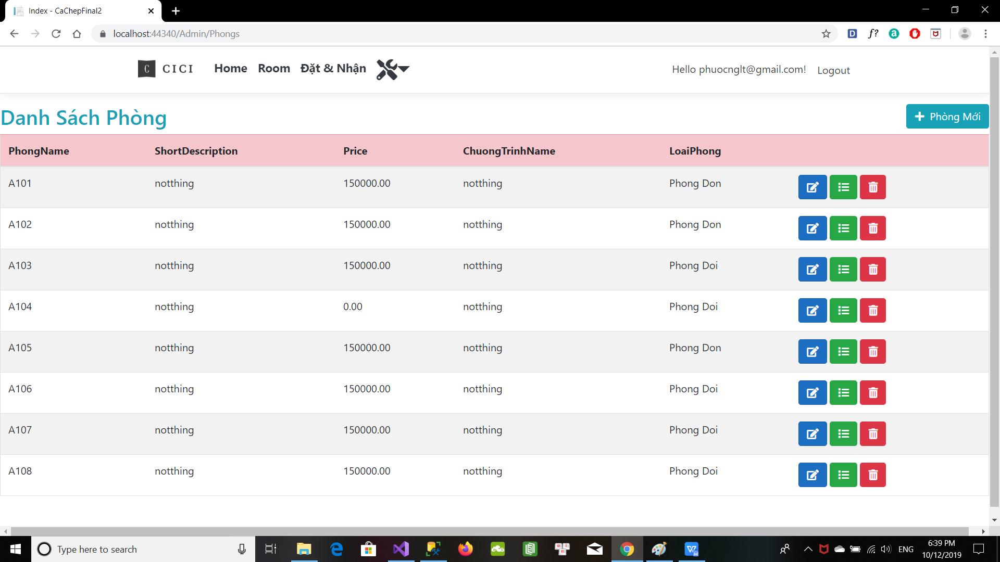 Index - CaChepFinal2
localhost:44340/Admin/Phongs
C CICI Home Room Đặt & Nhận Hello phuocnglt@gmail.com! Logout
Danh Sách Phòng Phòng Mới
PhongName ShortDescription Price ChuongTrinhName LoaiPhong
A101 notthing 150000.00 notthing Phong Don
A102 notthing 150000.00 notthing Phong Don
A103 notthing 150000.00 notthing Phong Doi
A104 notthing 0.00 notthing Phong Doi
A105 notthing 150000.00 notthing Phong Don
A106 notthing 150000.00 notthing Phong Doi
A107 notthing 150000.00 notthing Phong Doi
A108 notthing 150000.00 notthing Phong Doi
Type here to search ENG 6:39 PM
10/12/2019